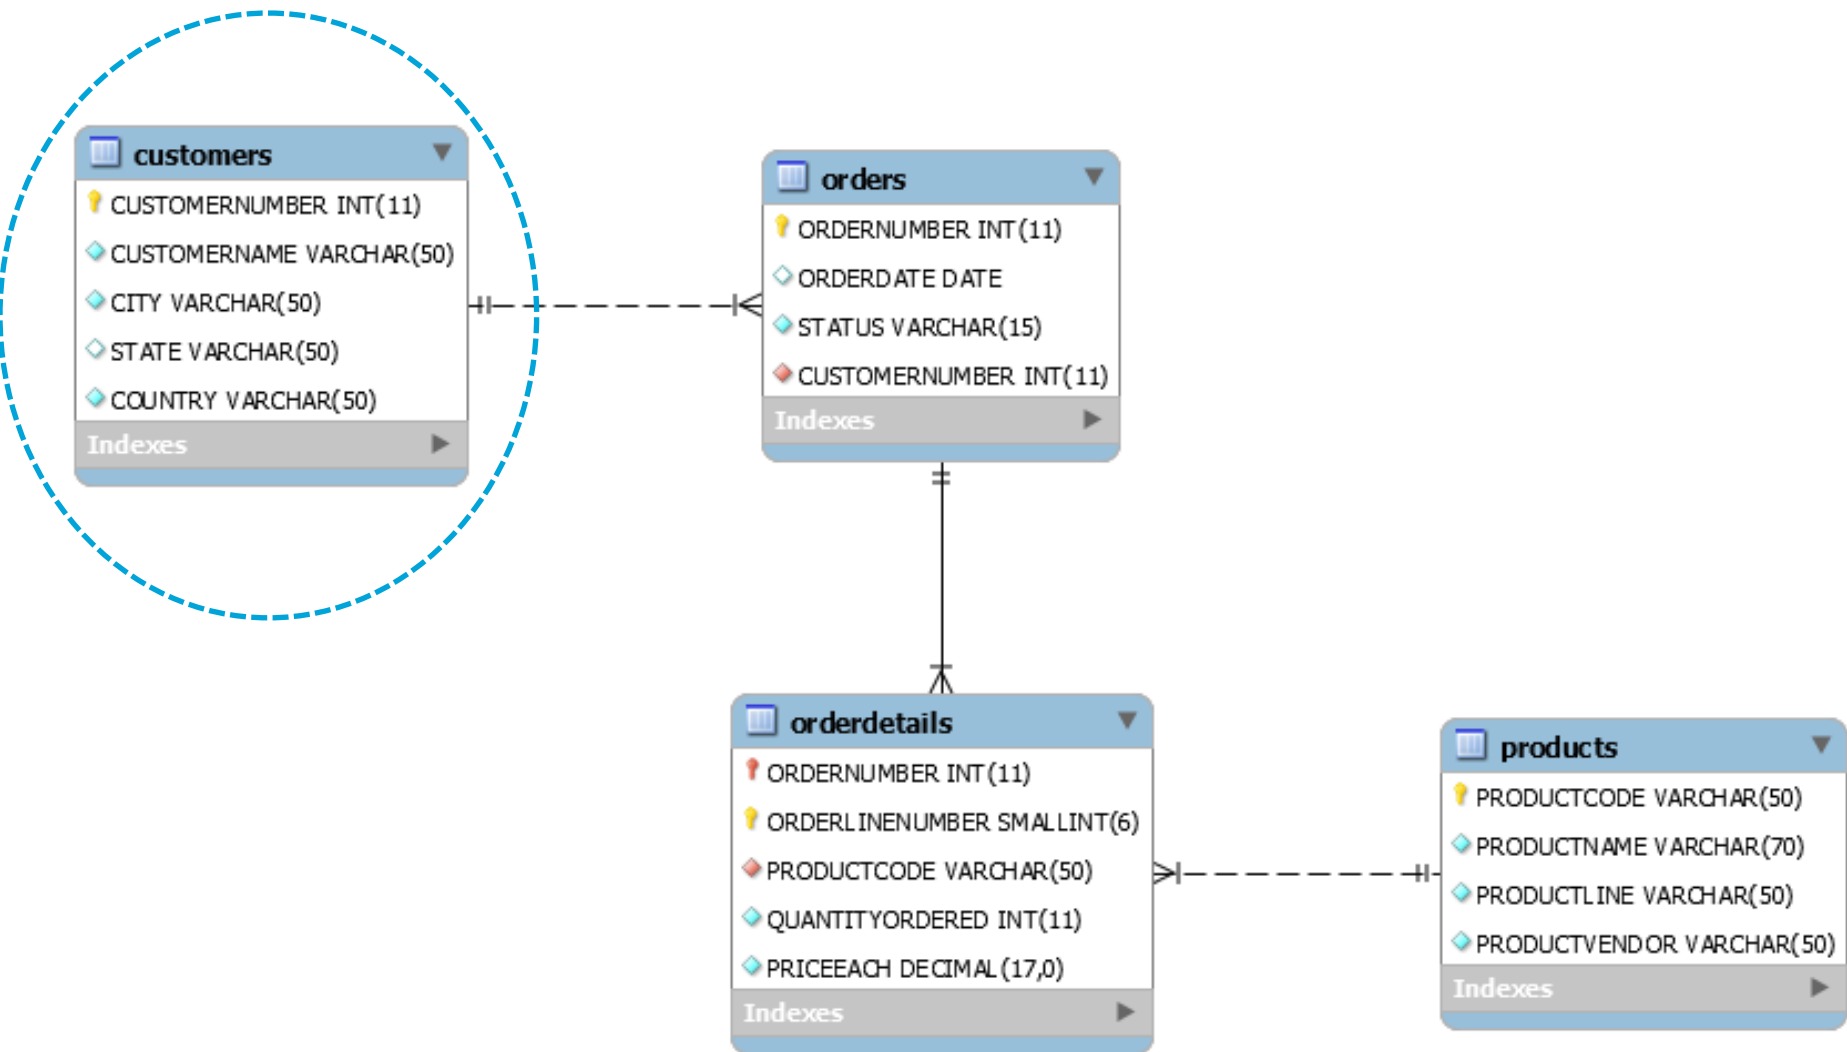 customers
CUSTOMERNUMBER INT(11)
CUSTOMERNAME VARCHAR(50)
CITY VARCHAR(50)
STATE VARCHAR(50)
COUNTRY VARCHAR(50)
Indexes
orders
ORDERNUMBER INT(11)
ORDERDATE DATE
STATUS VARCHAR(15)
CUSTOMERNUMBER INT(11)
Indexes
orderdetails
ORDERNUMBER INT(11)
ORDERLINENUMBER SMALLINT(6)
PRODUCTCODE VARCHAR(50)
QUANTITYORDERED INT(11)
PRICEEACH DECIMAL(17,0)
Indexes
products
PRODUCTCODE VARCHAR(50)
PRODUCTNAME VARCHAR(70)
PRODUCTLINE VARCHAR(50)
PRODUCTVENDOR VARCHAR(50)
Indexes